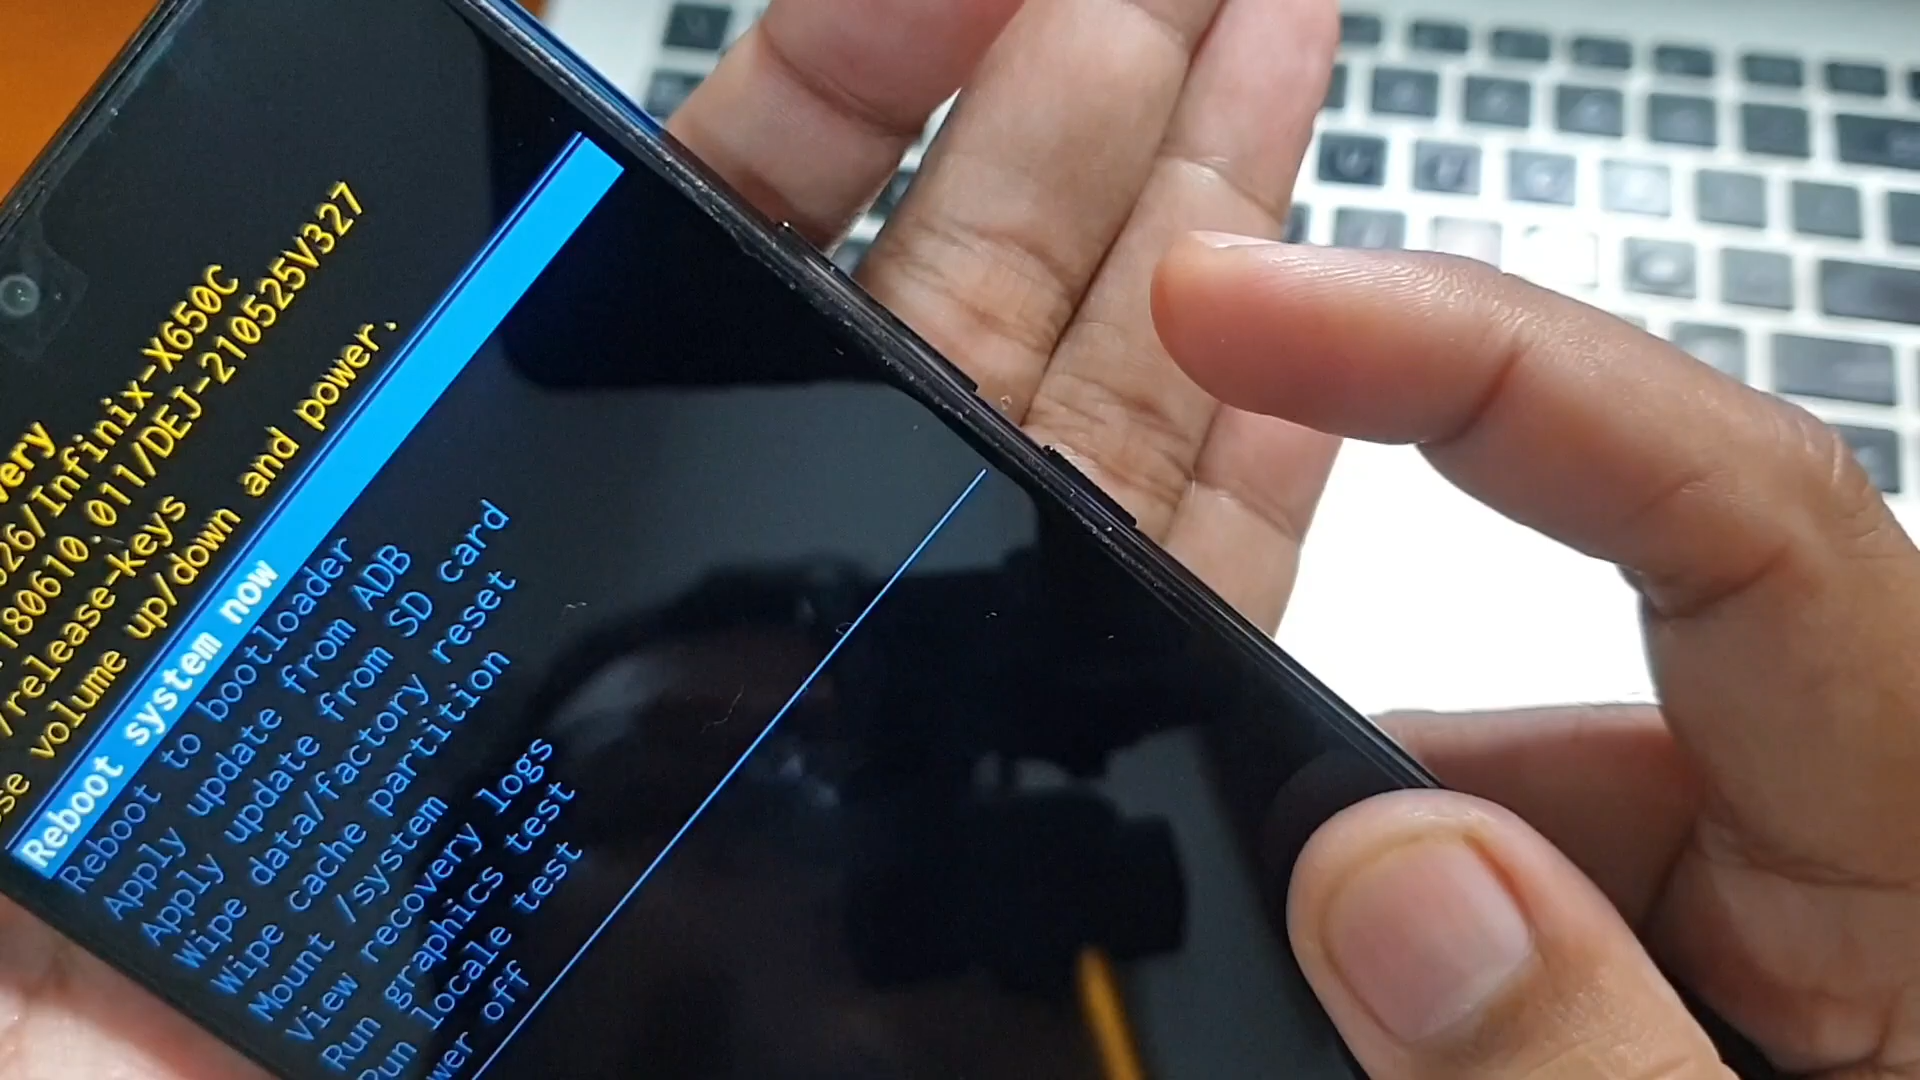 very
26/Infinix-X650C
180610.011/DEJ-210525V327
/release-keys
se volume up/down and power.
Reboot system now
Reboot to bootloader
Apply update from ADB
Apply update from SD card
Wipe data/factory reset
Wipe cache partition
Mount /system
View recovery logs
Run graphics test
Run locale test
wer off